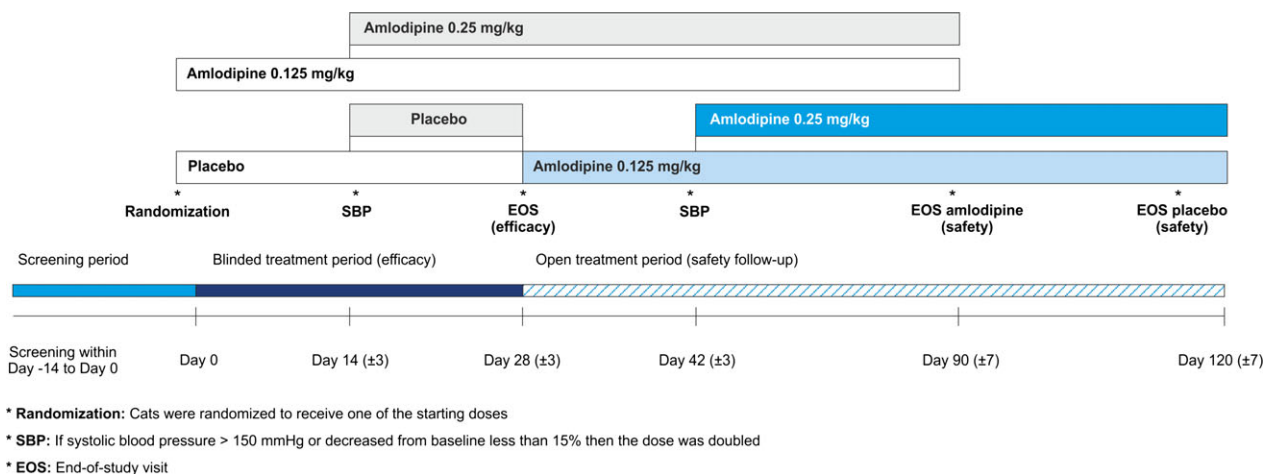 Amlodipine 0.25 mg/kg
Amlodipine 0.125 mg/kg
Placebo
Amlodipine 0.25 mg/kg
Placebo
Amlodipine 0.125 mg/kg
* * * * * *
Randomization SBP EOS SBP EOS amlodipine EOS placebo
(efficacy) (safety) (safety)
Screening period Blinded treatment period (efficacy) Open treatment period (safety follow-up)
Screening within
Day -14 to Day 0 Day 0 Day 14 (±3) Day 28 (±3) Day 42 (±3) Day 90 (±7) Day 120 (±7)
* Randomization: Cats were randomized to receive one of the starting doses
* SBP: If systolic blood pressure > 150 mmHg or decreased from baseline less than 15% then the dose was doubled
* EOS: End-of-study visit